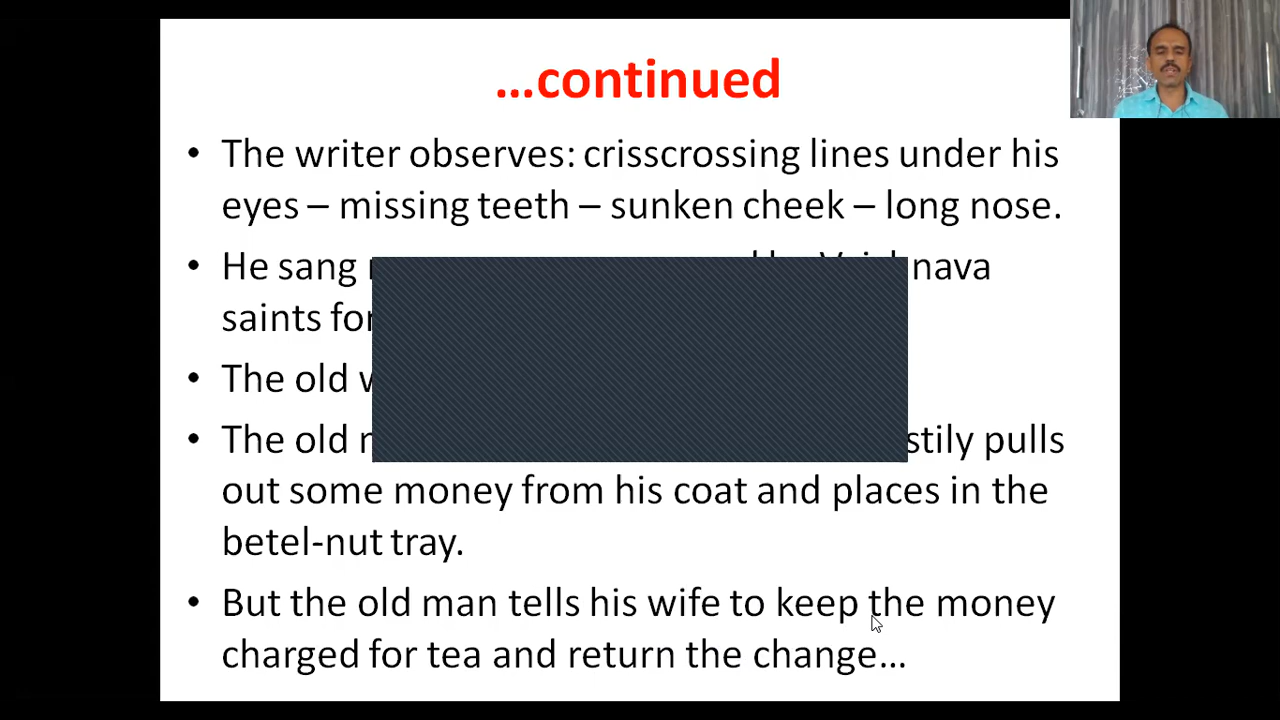 ...continued
• The writer observes: crisscrossing lines under his
eyes – missing teeth – sunken cheek – long nose.
• He sang nava
saints for
• The old
• The old pulls
out some money from his coat and places in the
betel-nut tray.
• But the old man tells his wife to keep the money
charged for tea and return the change...